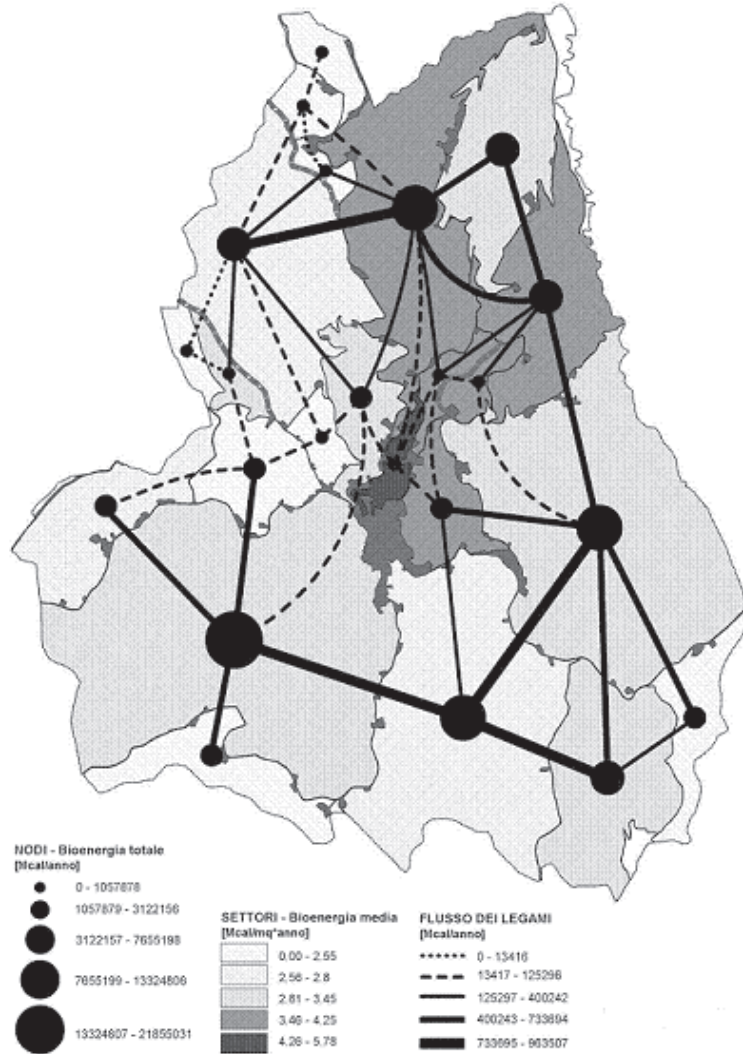 NODI - Bioenergia totale
[Mcal/anno]
0 - 1057878
1057879 - 3122156
3122157 - 7655198
7655199 - 13324806
13324807 - 21855031
SETTORI - Bioenergia media
[Mcal/mq*anno]
0.00 - 2.55
2.56 - 2.8
2.81 - 3.45
3.46 - 4.25
4.26 - 5.78
FLUSSO DEI LEGAMI
[Mcal/anno]
0 - 13416
13417 - 125296
125297 - 400242
400243 - 733694
733695 - 963507